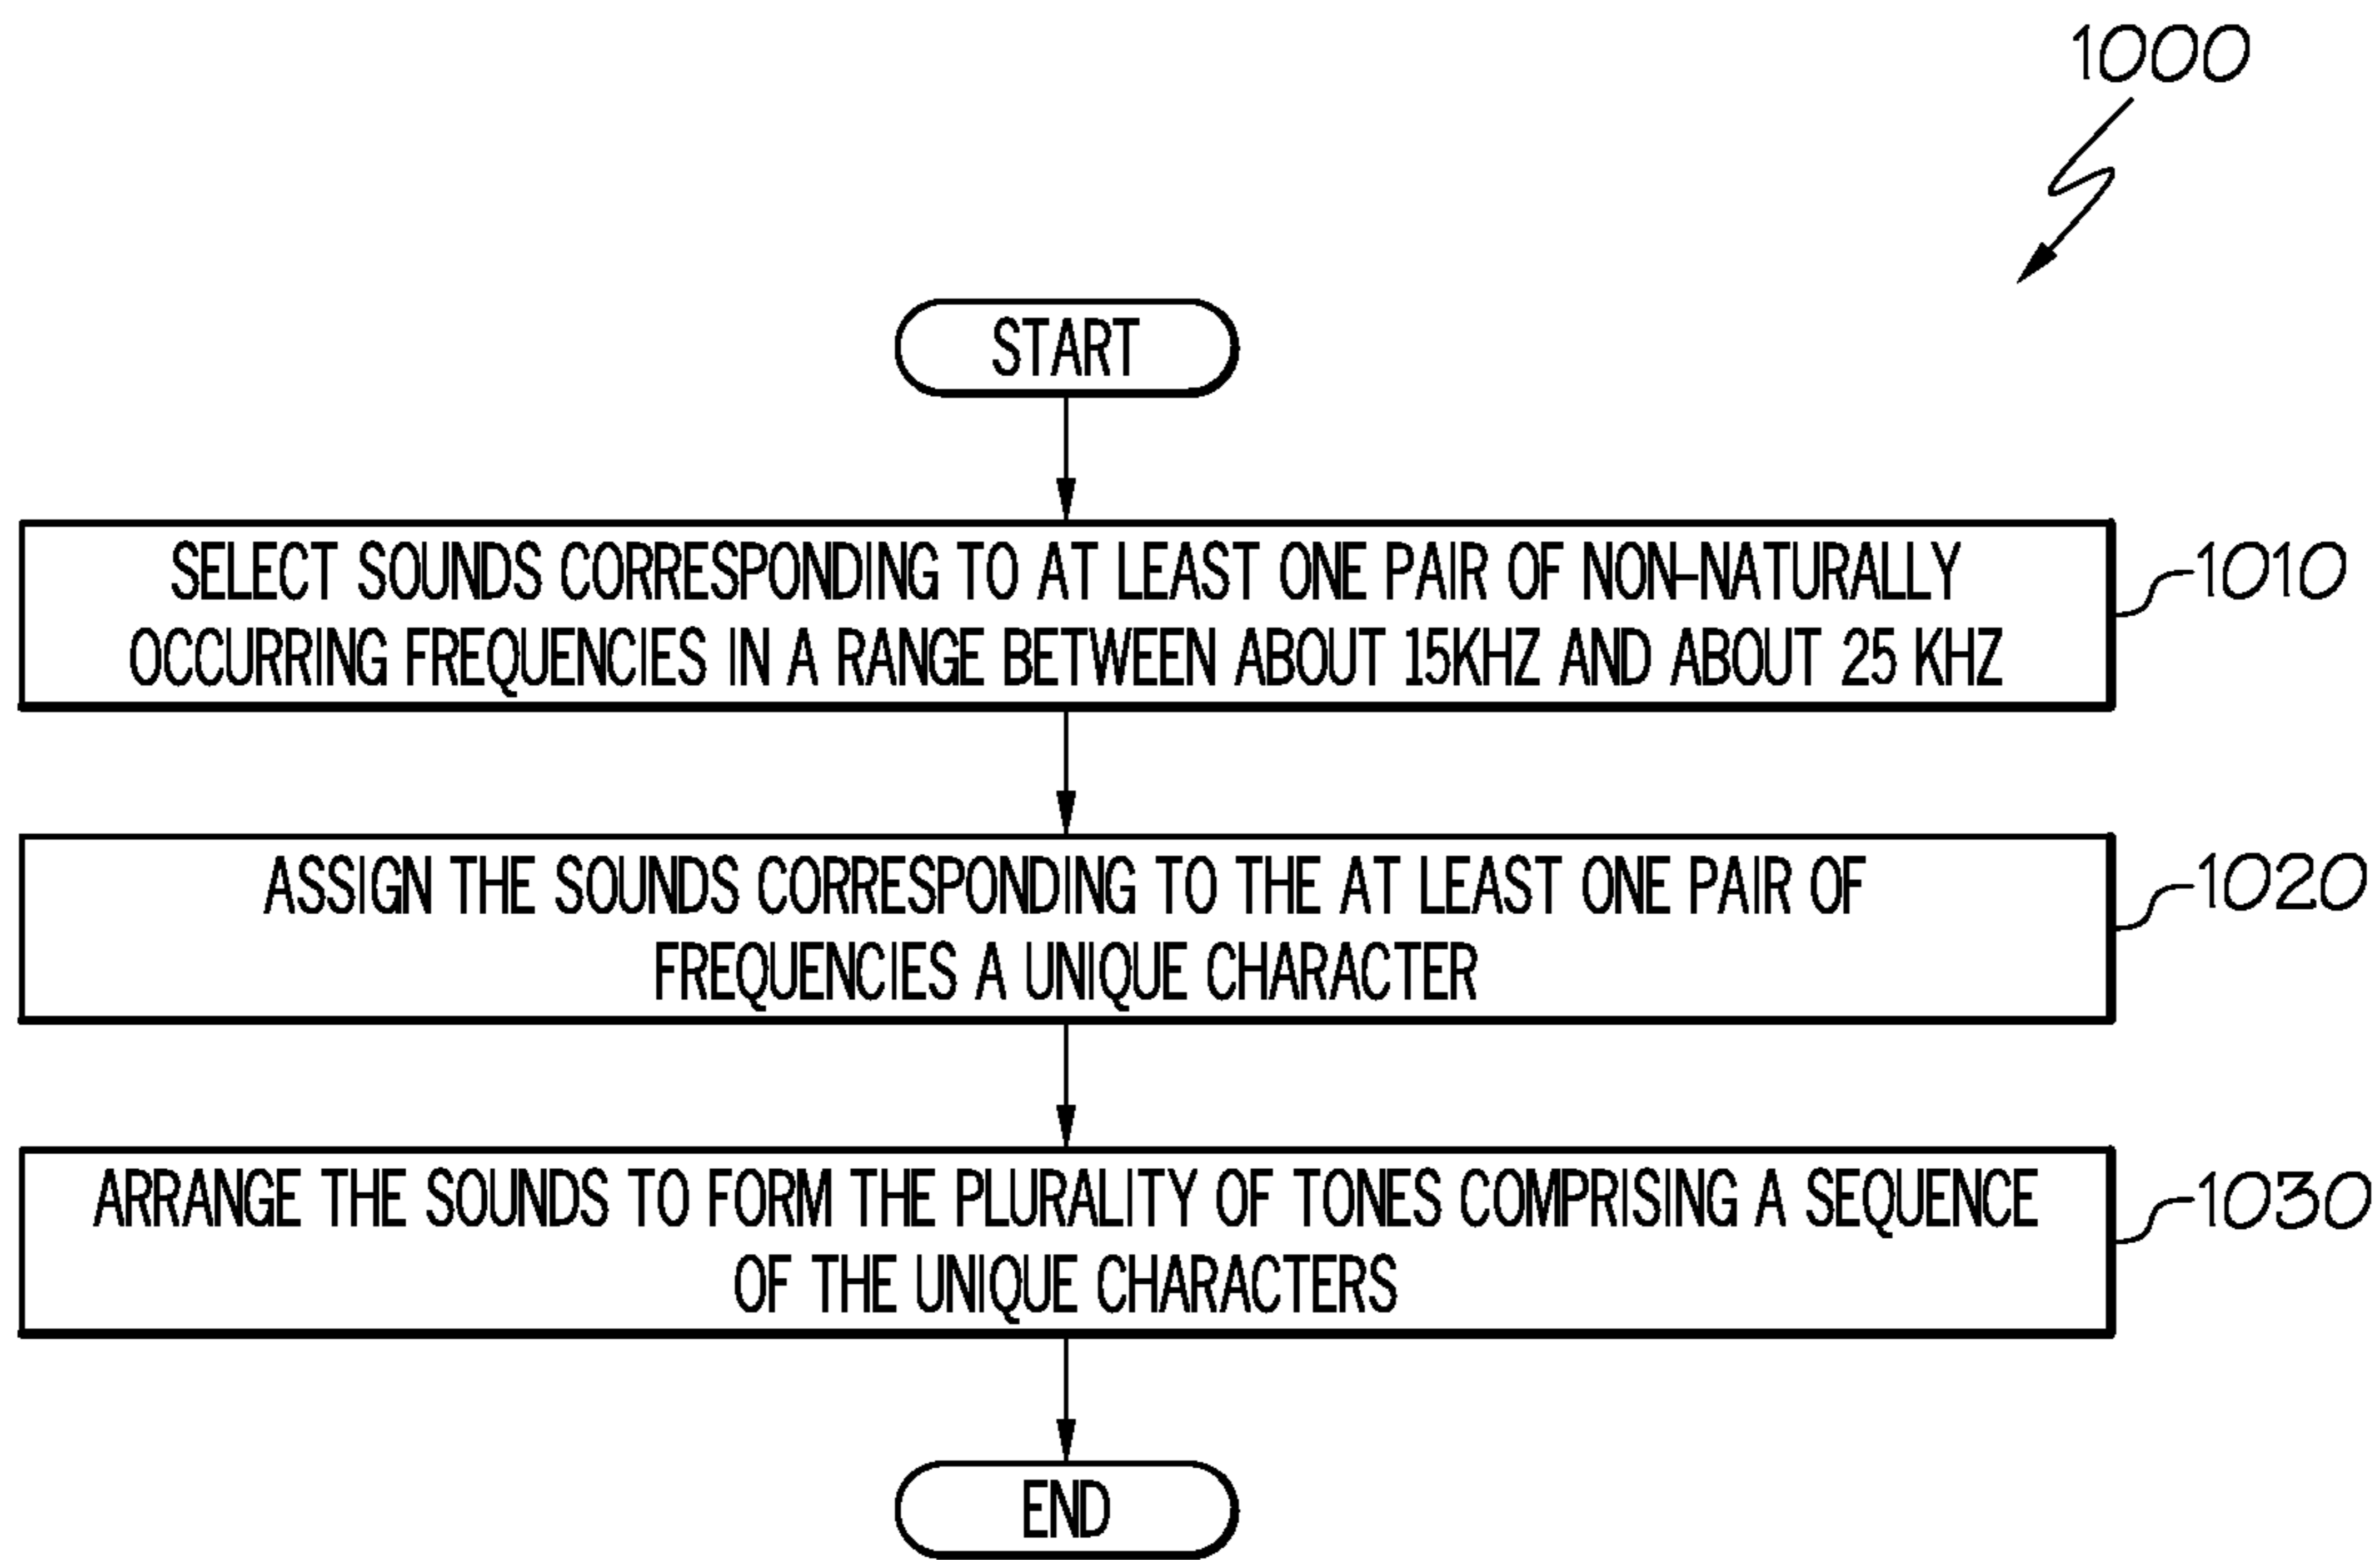 1000
START
SELECT SOUNDS CORRESPONDING TO AT LEAST ONE PAIR OF NON-NATURALLY
OCCURRING FREQUENCIES IN A RANGE BETWEEN ABOUT 15KHZ AND ABOUT 25 KHZ
1010
ASSIGN THE SOUNDS CORRESPONDING TO THE AT LEAST ONE PAIR OF
FREQUENCIES A UNIQUE CHARACTER
1020
ARRANGE THE SOUNDS TO FORM THE PLURALITY OF TONES COMPRISING A SEQUENCE
OF THE UNIQUE CHARACTERS
1030
END